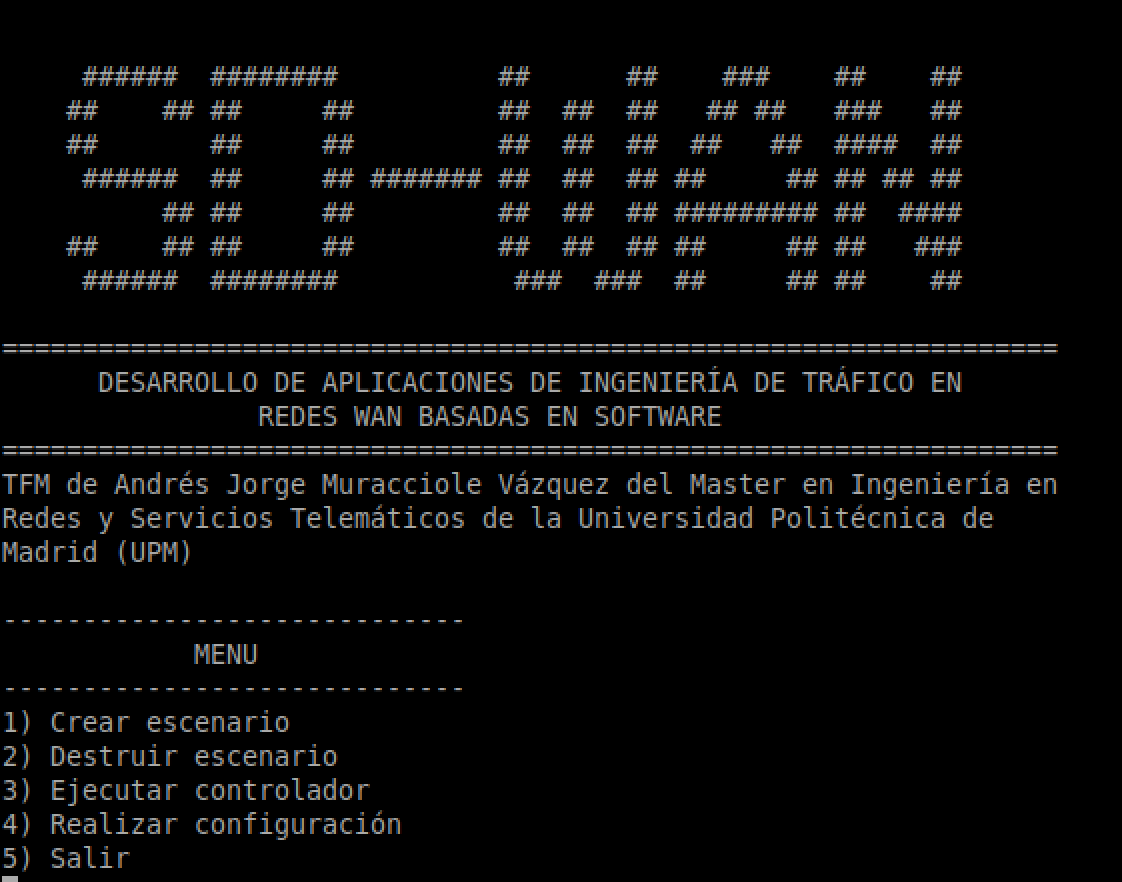 SD-WAN
==================================================================
DESARROLLO DE APLICACIONES DE INGENIERÍA DE TRÁFICO EN
REDES WAN BASADAS EN SOFTWARE
==================================================================
TFM de Andrés Jorge Muracciole Vázquez del Master en Ingeniería en
Redes y Servicios Telemáticos de la Universidad Politécnica de
Madrid (UPM)
-----------------------------
MENU
-----------------------------
1) Crear escenario
2) Destruir escenario
3) Ejecutar controlador
4) Realizar configuración
5) Salir